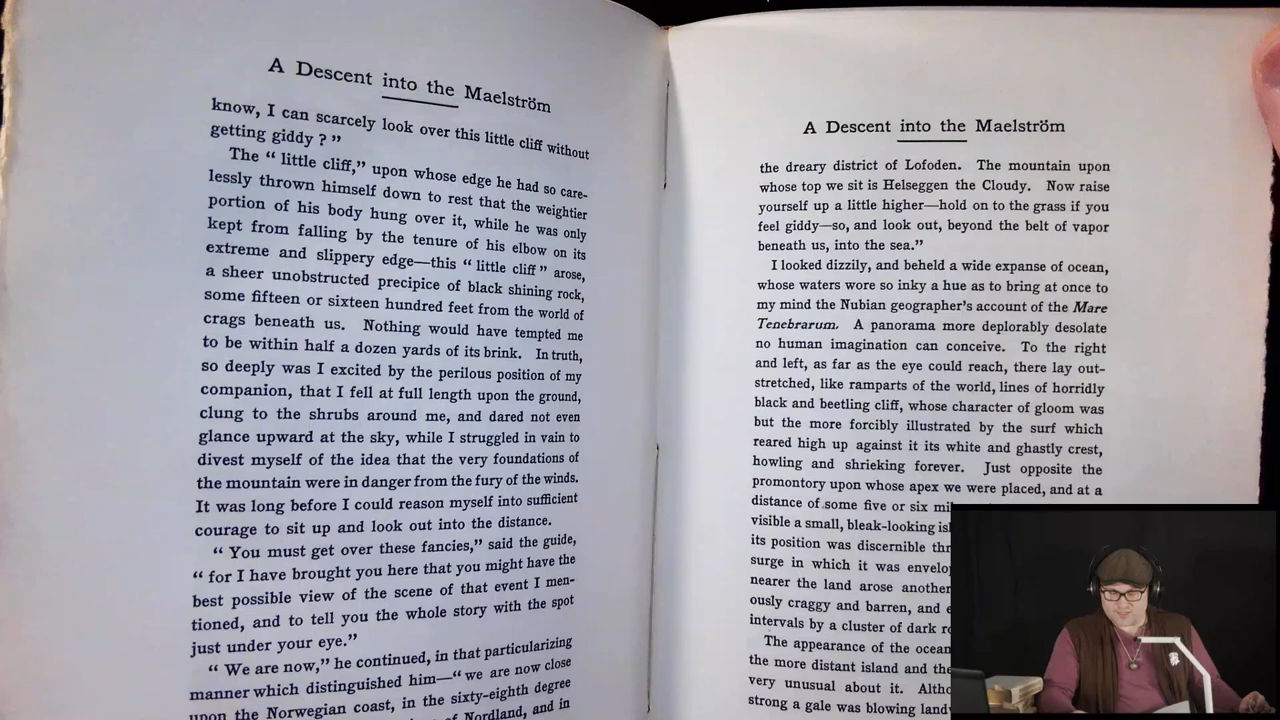 A Descent into the Maelström
know, I can scarcely look over this little cliff without
getting giddy ? ”
The “ little cliff,” upon whose edge he had so care-
lessly thrown himself down to rest that the weightier
portion of his body hung over it, while he was only
kept from falling by the tenure of his elbow on its
extreme and slippery edge—this “ little cliff ” arose,
a sheer unobstructed precipice of black shining rock,
some fifteen or sixteen hundred feet from the world of
crags beneath us. Nothing would have tempted me
to be within half a dozen yards of its brink. In truth,
so deeply was I excited by the perilous position of my
companion, that I fell at full length upon the ground,
clung to the shrubs around me, and dared not even
glance upward at the sky, while I struggled in vain to
divest myself of the idea that the very foundations of
the mountain were in danger from the fury of the winds.
It was long before I could reason myself into sufficient
courage to sit up and look out into the distance.
“ You must get over these fancies,” said the guide,
“ for I have brought you here that you might have the
best possible view of the scene of that event I men-
tioned, and to tell you the whole story with the spot
just under your eye.”
“ We are now,” he continued, in that particularizing
manner which distinguished him—“ we are now close
upon the Norwegian coast, in the sixty-eighth degree
of Nordland, and in
A Descent into the Maelström
the dreary district of Lofoden. The mountain upon
whose top we sit is Helseggen the Cloudy. Now raise
yourself up a little higher—hold on to the grass if you
feel giddy—so, and look out, beyond the belt of vapor
beneath us, into the sea.”
I looked dizzily, and beheld a wide expanse of ocean,
whose waters wore so inky a hue as to bring at once to
my mind the Nubian geographer’s account of the Mare
Tenebrarum. A panorama more deplorably desolate
no human imagination can conceive. To the right
and left, as far as the eye could reach, there lay out-
stretched, like ramparts of the world, lines of horridly
black and beetling cliff, whose character of gloom was
but the more forcibly illustrated by the surf which
reared high up against it its white and ghastly crest,
howling and shrieking forever. Just opposite the
promontory upon whose apex we were placed, and at a
distance of some five or six
visible a small, bleak-looking
its position was discernible
surge in which it was
nearer the land arose another
ously craggy and barren, and
intervals by a cluster of dark
The appearance of the ocean
the more distant island and the
very unusual about it.
strong a gale was blowing